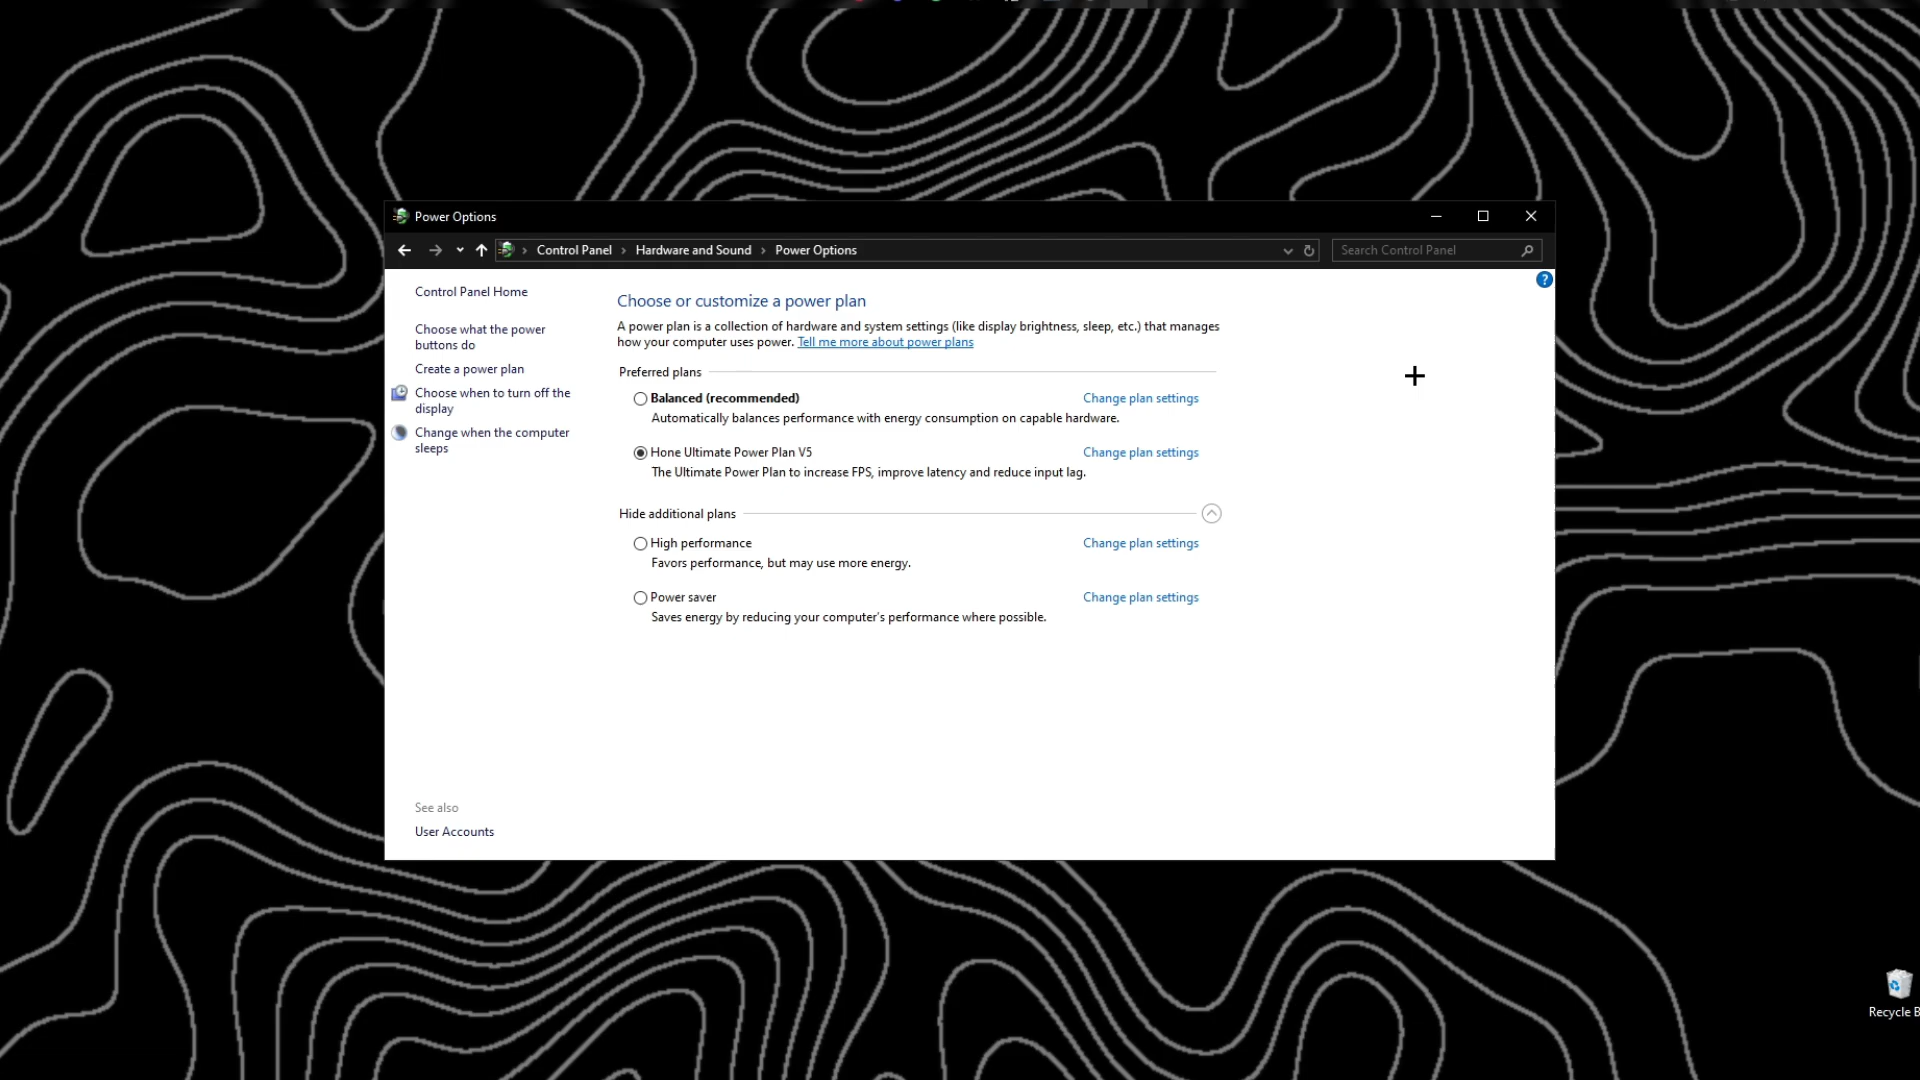 Power Options
Control Panel > Hardware and Sound > Power Options
Search Control Panel
?
Control Panel Home
Choose what the power
buttons do
Create a power plan
Choose when to turn off the
display
Change when the computer
sleeps
See also
User Accounts
Choose or customize a power plan
A power plan is a collection of hardware and system settings (like display brightness, sleep, etc.) that manages
how your computer uses power. Tell me more about power plans
Preferred plans
Balanced (recommended) Change plan settings
Automatically balances performance with energy consumption on capable hardware.
Hone Ultimate Power Plan V5 Change plan settings
The Ultimate Power Plan to increase FPS, improve latency and reduce input lag.
Hide additional plans
High performance Change plan settings
Favors performance, but may use more energy.
Power saver Change plan settings
Saves energy by reducing your computer's performance where possible.
Recycle B